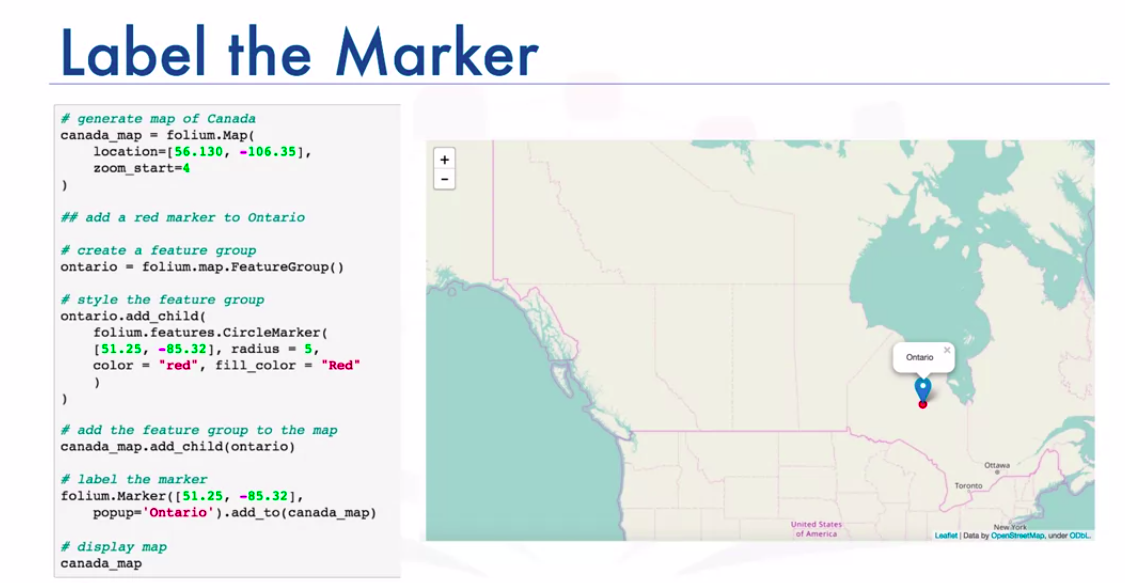 Label the Marker
# generate map of Canada
canada_map = folium.Map(
    location=[56.130, -106.35],
    zoom_start=4
)
## add a red marker to Ontario
# create a feature group
ontario = folium.map.FeatureGroup()
# style the feature group
ontario.add_child(
    folium.features.CircleMarker(
    [51.25, -85.32], radius = 5,
    color = "red", fill_color = "Red"
    )
)
# add the feature group to the map
canada_map.add_child(ontario)
# label the marker
folium.Marker([51.25, -85.32],
    popup='Ontario').add_to(canada_map)
# display map
canada_map
+
−
Ontario
×
Ottawa
Toronto
New York
United States
of America
Leaflet | Data by OpenStreetMap, under ODbL.